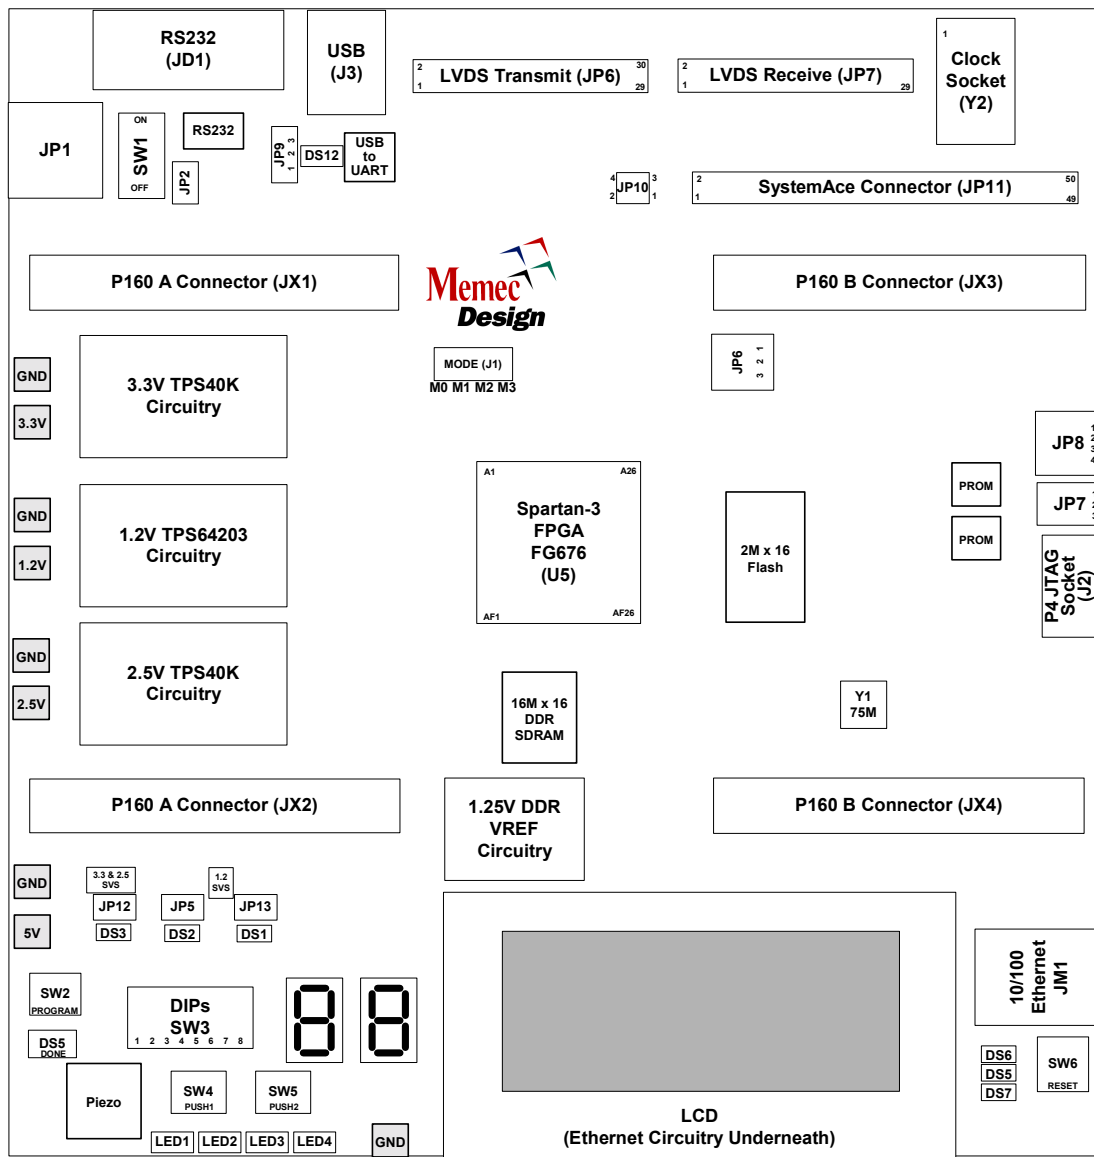 RS232
(JD1)
USB
(J3)
2
30
1
LVDS Transmit (JP6)
29
2
1
LVDS Receive (JP7)
29
1
Clock
Socket
(Y2)
JP1
ON
SW1
OFF
RS232
JP2
JP9
1 2 3
DS12
USB
to
UART
4
3
JP10
2
1
2
50
SystemAce Connector (JP11)
1
49
P160 A Connector (JX1)
Memec
Design
P160 B Connector (JX3)
MODE (J1)
M0 M1 M2 M3
JP6
3 2 1
GND
3.3V
3.3V TPS40K
Circuitry
JP8
1
2
3
4
A1
A26
Spartan-3
FPGA
FG676
(U5)
AF1
AF26
PROM
JP7
1
2
3
PROM
GND
1.2V
1.2V TPS64203
Circuitry
2M x 16
Flash
P4 JTAG
Socket
(J2)
GND
2.5V
2.5V TPS40K
Circuitry
16M x 16
DDR
SDRAM
Y1
75M
P160 A Connector (JX2)
1.25V DDR
VREF
Circuitry
P160 B Connector (JX4)
GND
5V
3.3 & 2.5
SVS
1.2
SVS
JP12
JP5
JP13
DS3
DS2
DS1
10/100
Ethernet
JM1
SW2
PROGRAM
DIPs
SW3
1 2 3 4 5 6 7 8
88
DS5
DONE
DS6
DS5
DS7
SW6
RESET
Piezo
SW4
PUSH1
SW5
PUSH2
LED1
LED2
LED3
LED4
GND
LCD
(Ethernet Circuitry Underneath)